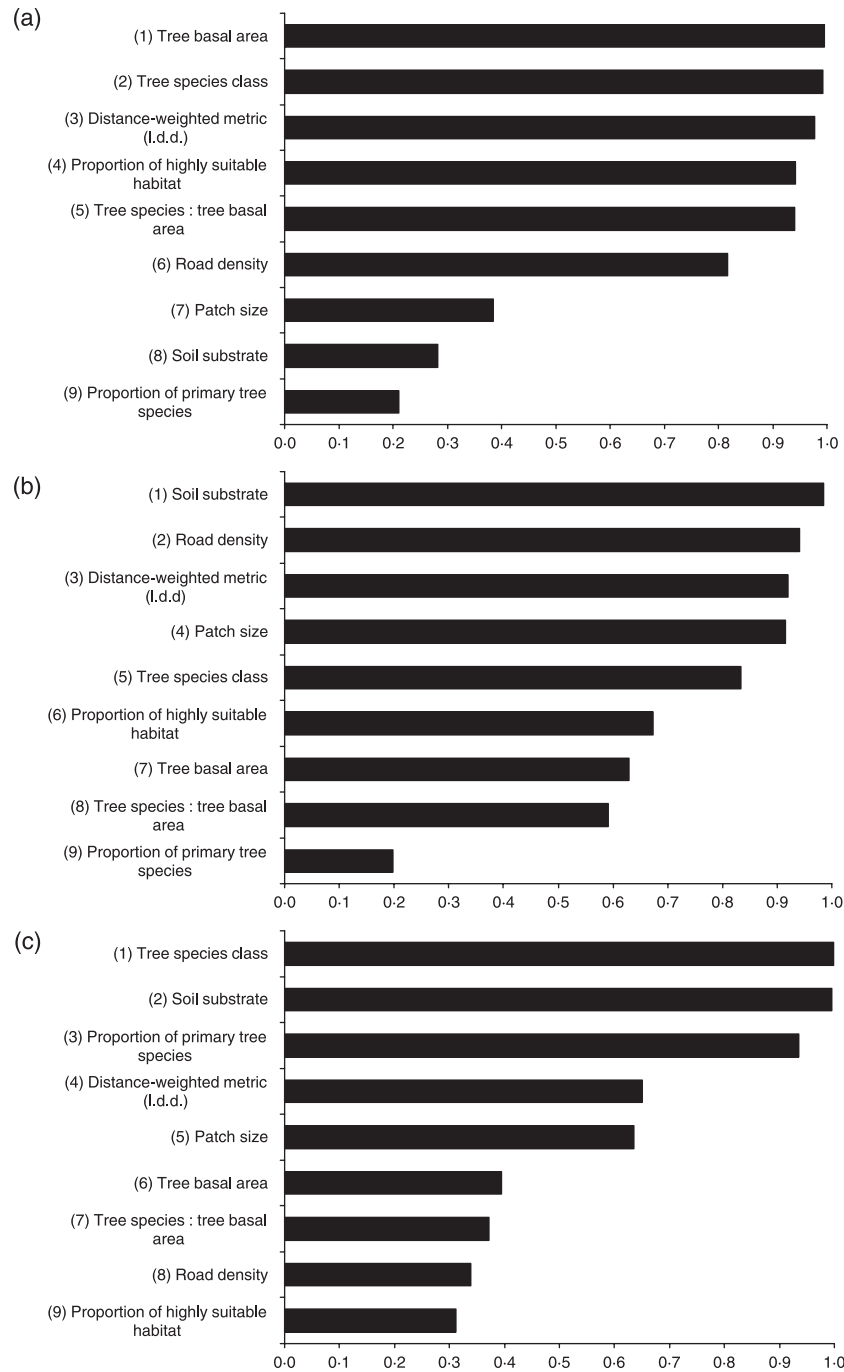 (a)
(1) Tree basal area
(2) Tree species class
(3) Distance-weighted metric
(l.d.d.)
(4) Proportion of highly suitable
habitat
(5) Tree species : tree basal
area
(6) Road density
(7) Patch size
(8) Soil substrate
(9) Proportion of primary tree
species
0·0 0·1 0·2 0·3 0·4 0·5 0·6 0·7 0·8 0·9 1·0
(b)
(1) Soil substrate
(2) Road density
(3) Distance-weighted metric
(l.d.d)
(4) Patch size
(5) Tree species class
(6) Proportion of highly suitable
habitat
(7) Tree basal area
(8) Tree species : tree basal
area
(9) Proportion of primary tree
species
0·0 0·1 0·2 0·3 0·4 0·5 0·6 0·7 0·8 0·9 1·0
(c)
(1) Tree species class
(2) Soil substrate
(3) Proportion of primary tree
species
(4) Distance-weighted metric
(l.d.d.)
(5) Patch size
(6) Tree basal area
(7) Tree species : tree basal
area
(8) Road density
(9) Proportion of highly suitable
habitat
0·0 0·1 0·2 0·3 0·4 0·5 0·6 0·7 0·8 0·9 1·0